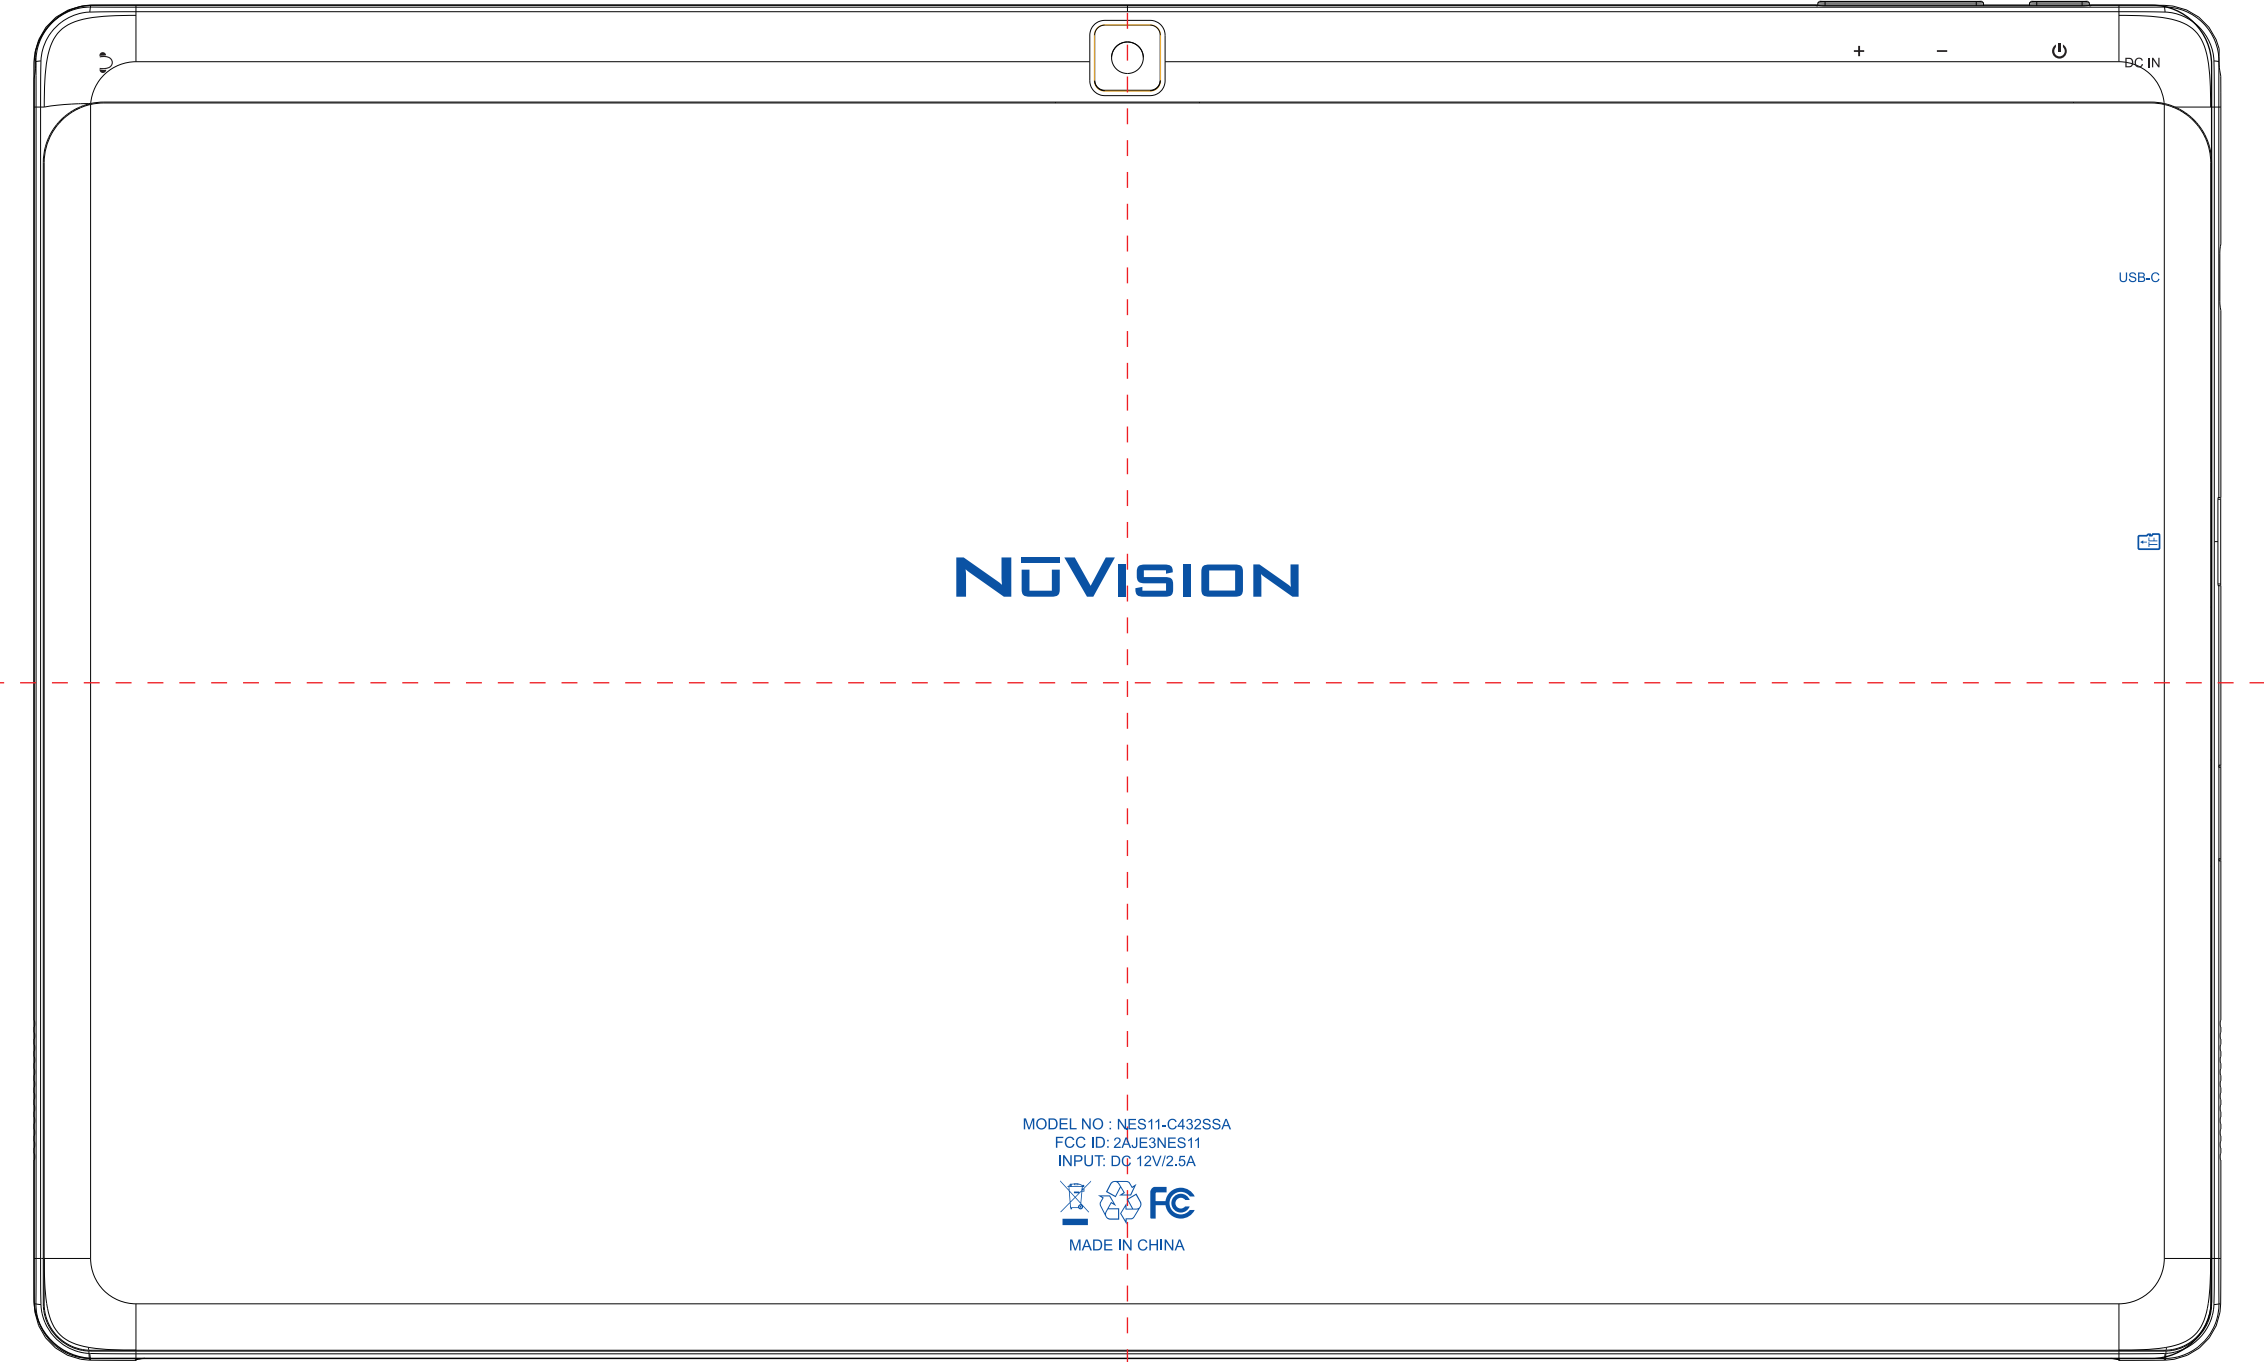 + −
DC IN
USB-C
NūVISION
MODEL NO : NES11-C432SSA
FCC ID: 2AJE3NES11
INPUT: DC 12V/2.5A
FC
MADE IN CHINA